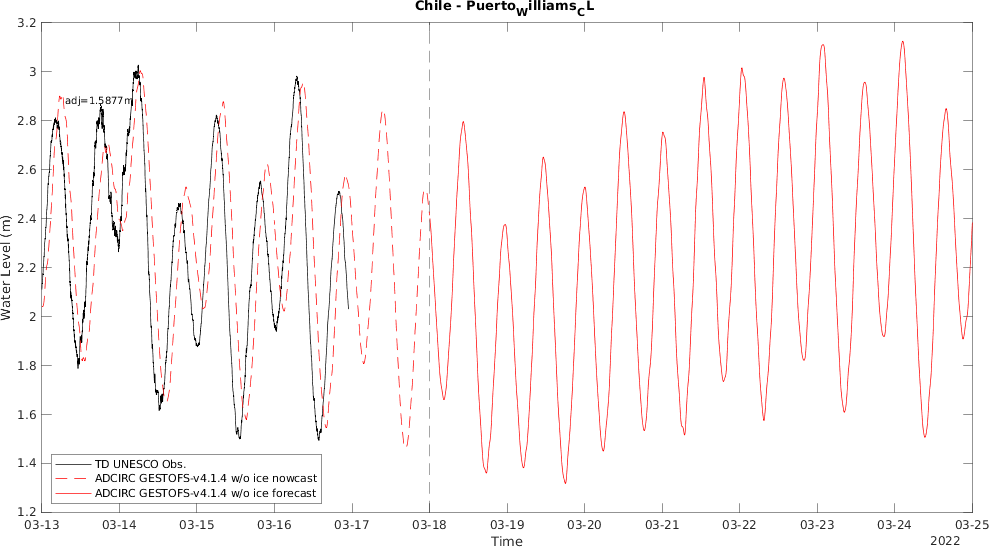 Chile - PuertoWilliamsCL
3.2
3
2.8
2.6
2.4
2.2
2
1.8
1.6
1.4
1.2
Water Level (m)
adj=1.5877m
TD UNESCO Obs.
ADCIRC GESTOFS-v4.1.4 w/o ice nowcast
ADCIRC GESTOFS-v4.1.4 w/o ice forecast
03-13 03-14 03-15 03-16 03-17 03-18 03-19 03-20 03-21 03-22 03-23 03-24 03-25
Time
2022